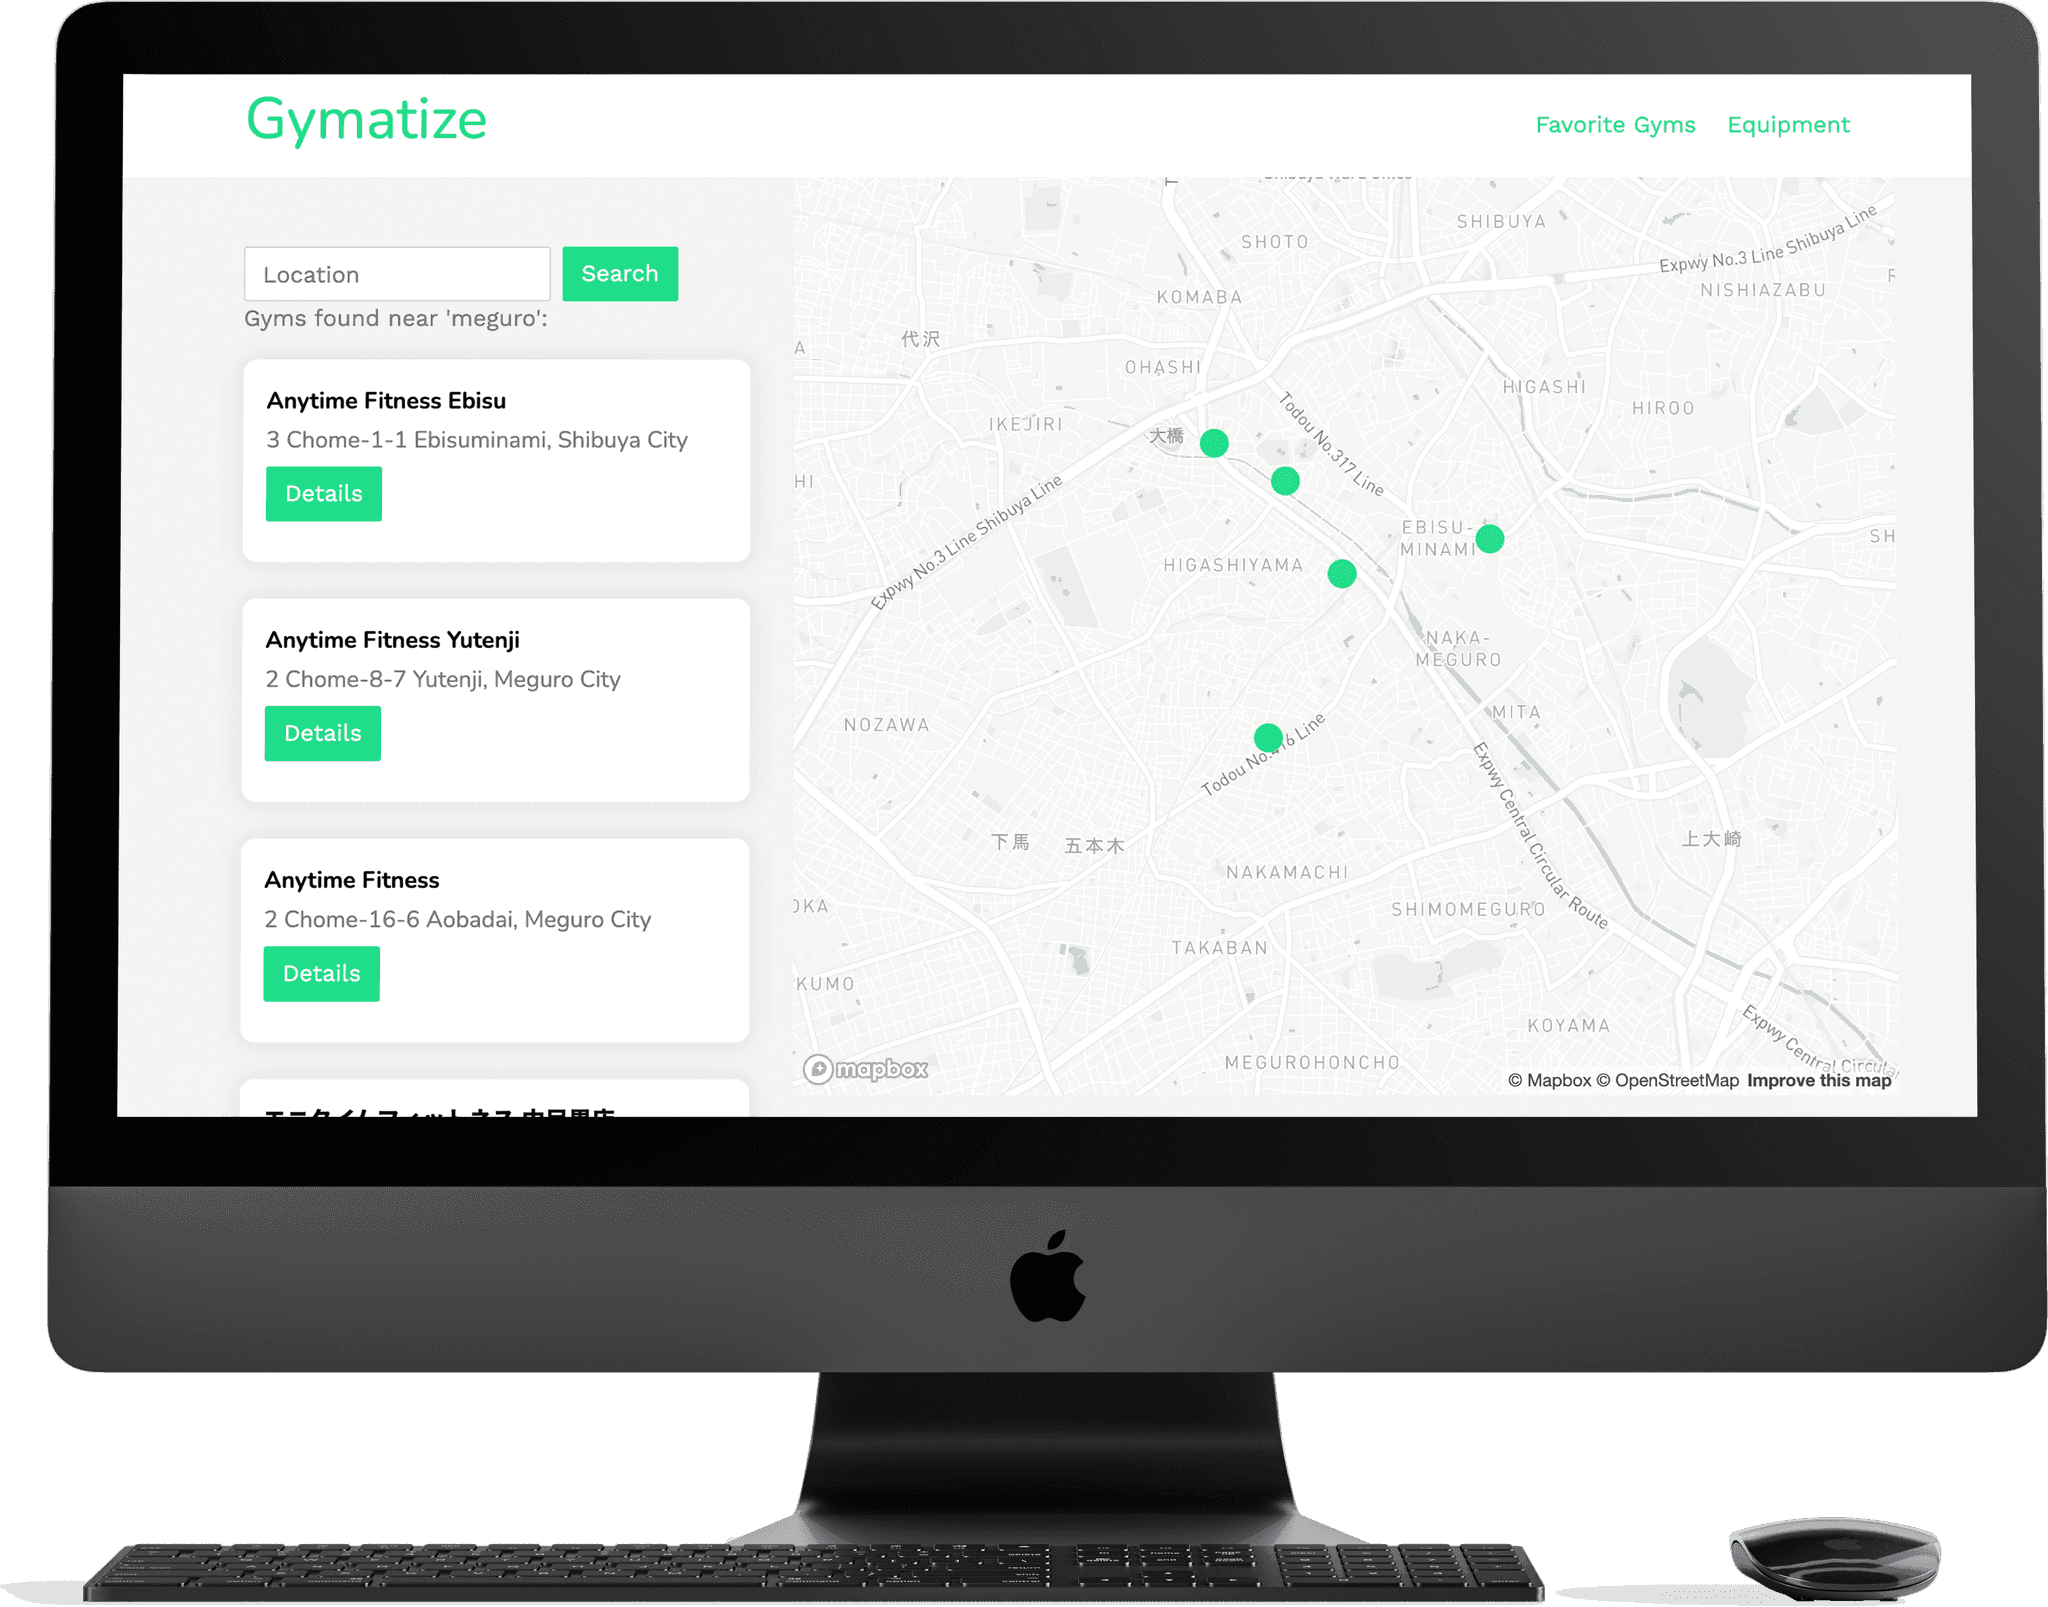 Gymatize
Favorite Gyms
Equipment
Location
Search
Gyms found near 'meguro':
Anytime Fitness Ebisu
3 Chome-1-1 Ebisuminami, Shibuya City
Details
Anytime Fitness Yutenji
2 Chome-8-7 Yutenji, Meguro City
Details
Anytime Fitness
2 Chome-16-6 Aobadai, Meguro City
Details
SHIBUYA
SHOTO
Expwy No.3 Line Shibuya Line
NISHIAZABU
KOMABA
代沢
OHASHI
HIGASHI
HIROO
Todou No.317 Line
IKEJIRI
大橋
Expwy No.3 Line Shibuya Line
EBISU-
MINAMI
HIGASHIYAMA
NAKA-
MEGURO
NOZAWA
MITA
Todou No.416 Line
Expwy Central Circular Route
下馬
五本木
上大崎
NAKAMACHI
SHIMOMEGURO
TAKABAN
KOYAMA
MEGUROHONCHO
Expwy Central Circular
mapbox
© Mapbox © OpenStreetMap Improve this map